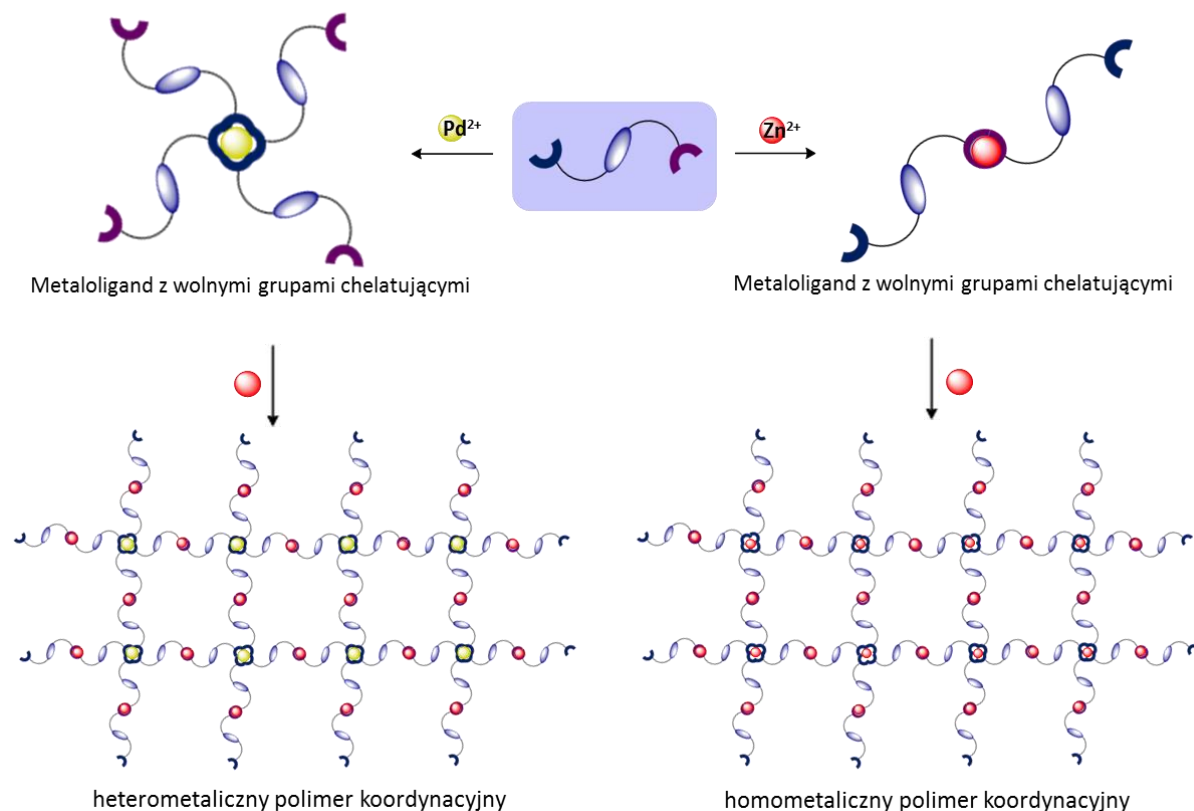 Pd²⁺
Zn²⁺
Metaloligand z wolnymi grupami chelatującymi
Metaloligand z wolnymi grupami chelatującymi
heterometaliczny polimer koordynacyjny
homometaliczny polimer koordynacyjny